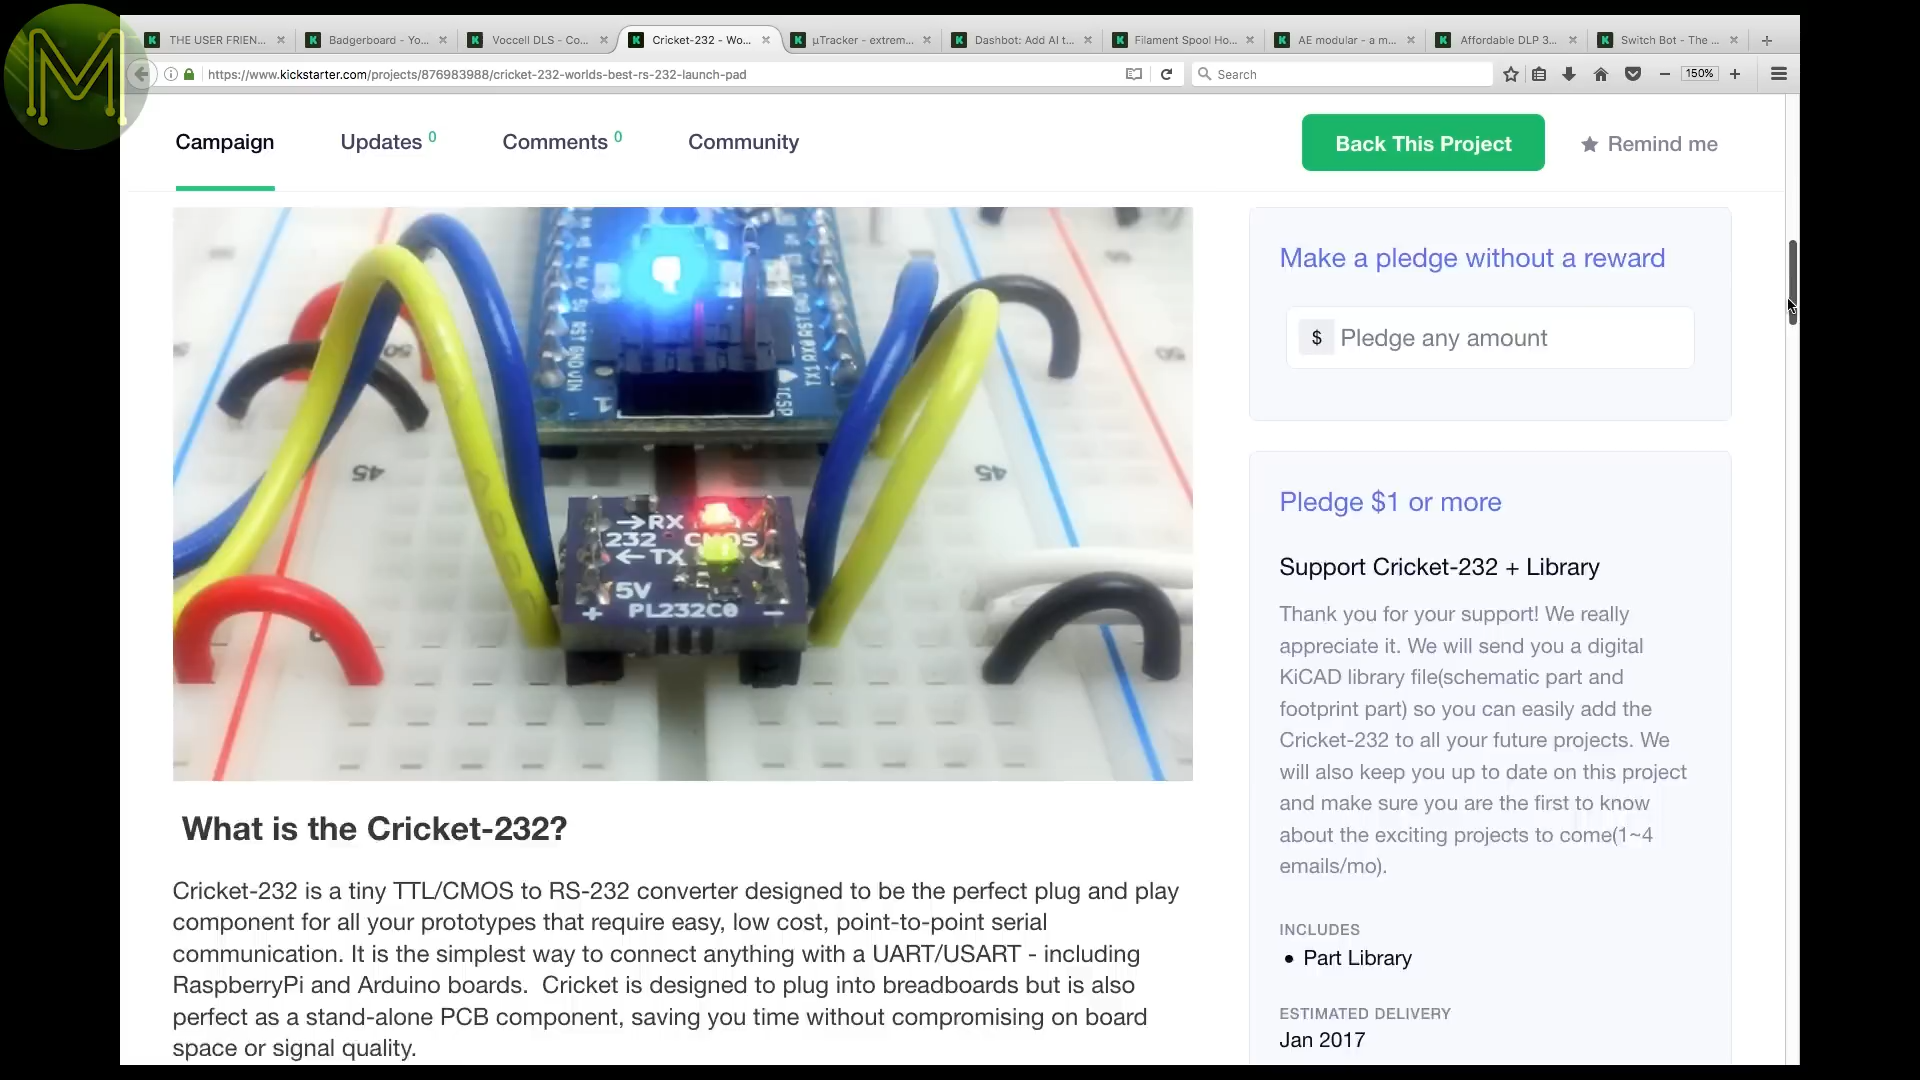 M
THE USER FRIEN...
Badgerboard - Yo...
Voccell DLS - Co...
Cricket-232 - Wo...
µTracker - extrem...
Dashbot: Add AI t...
Filament Spool Ho...
AE modular - a m...
Affordable DLP 3...
Switch Bot - The ...
https://www.kickstarter.com/projects/876983988/cricket-232-worlds-best-rs-232-launch-pad
Search
150%
Campaign
Updates 0
Comments 0
Community
Back This Project
Remind me
50
45
45
ICSP
→RX
232 CMOS
←TX
5V
+ PL232C0 −
What is the Cricket-232?
Cricket-232 is a tiny TTL/CMOS to RS-232 converter designed to be the perfect plug and play
component for all your prototypes that require easy, low cost, point-to-point serial
communication. It is the simplest way to connect anything with a UART/USART - including
RaspberryPi and Arduino boards.  Cricket is designed to plug into breadboards but is also
perfect as a stand-alone PCB component, saving you time without compromising on board
space or signal quality.
Make a pledge without a reward
$ Pledge any amount
Pledge $1 or more
Support Cricket-232 + Library
Thank you for your support! We really
appreciate it. We will send you a digital
KiCAD library file(schematic part and
footprint part) so you can easily add the
Cricket-232 to all your future projects. We
will also keep you up to date on this project
and make sure you are the first to know
about the exciting projects to come(1~4
emails/mo).
INCLUDES
• Part Library
ESTIMATED DELIVERY
Jan 2017